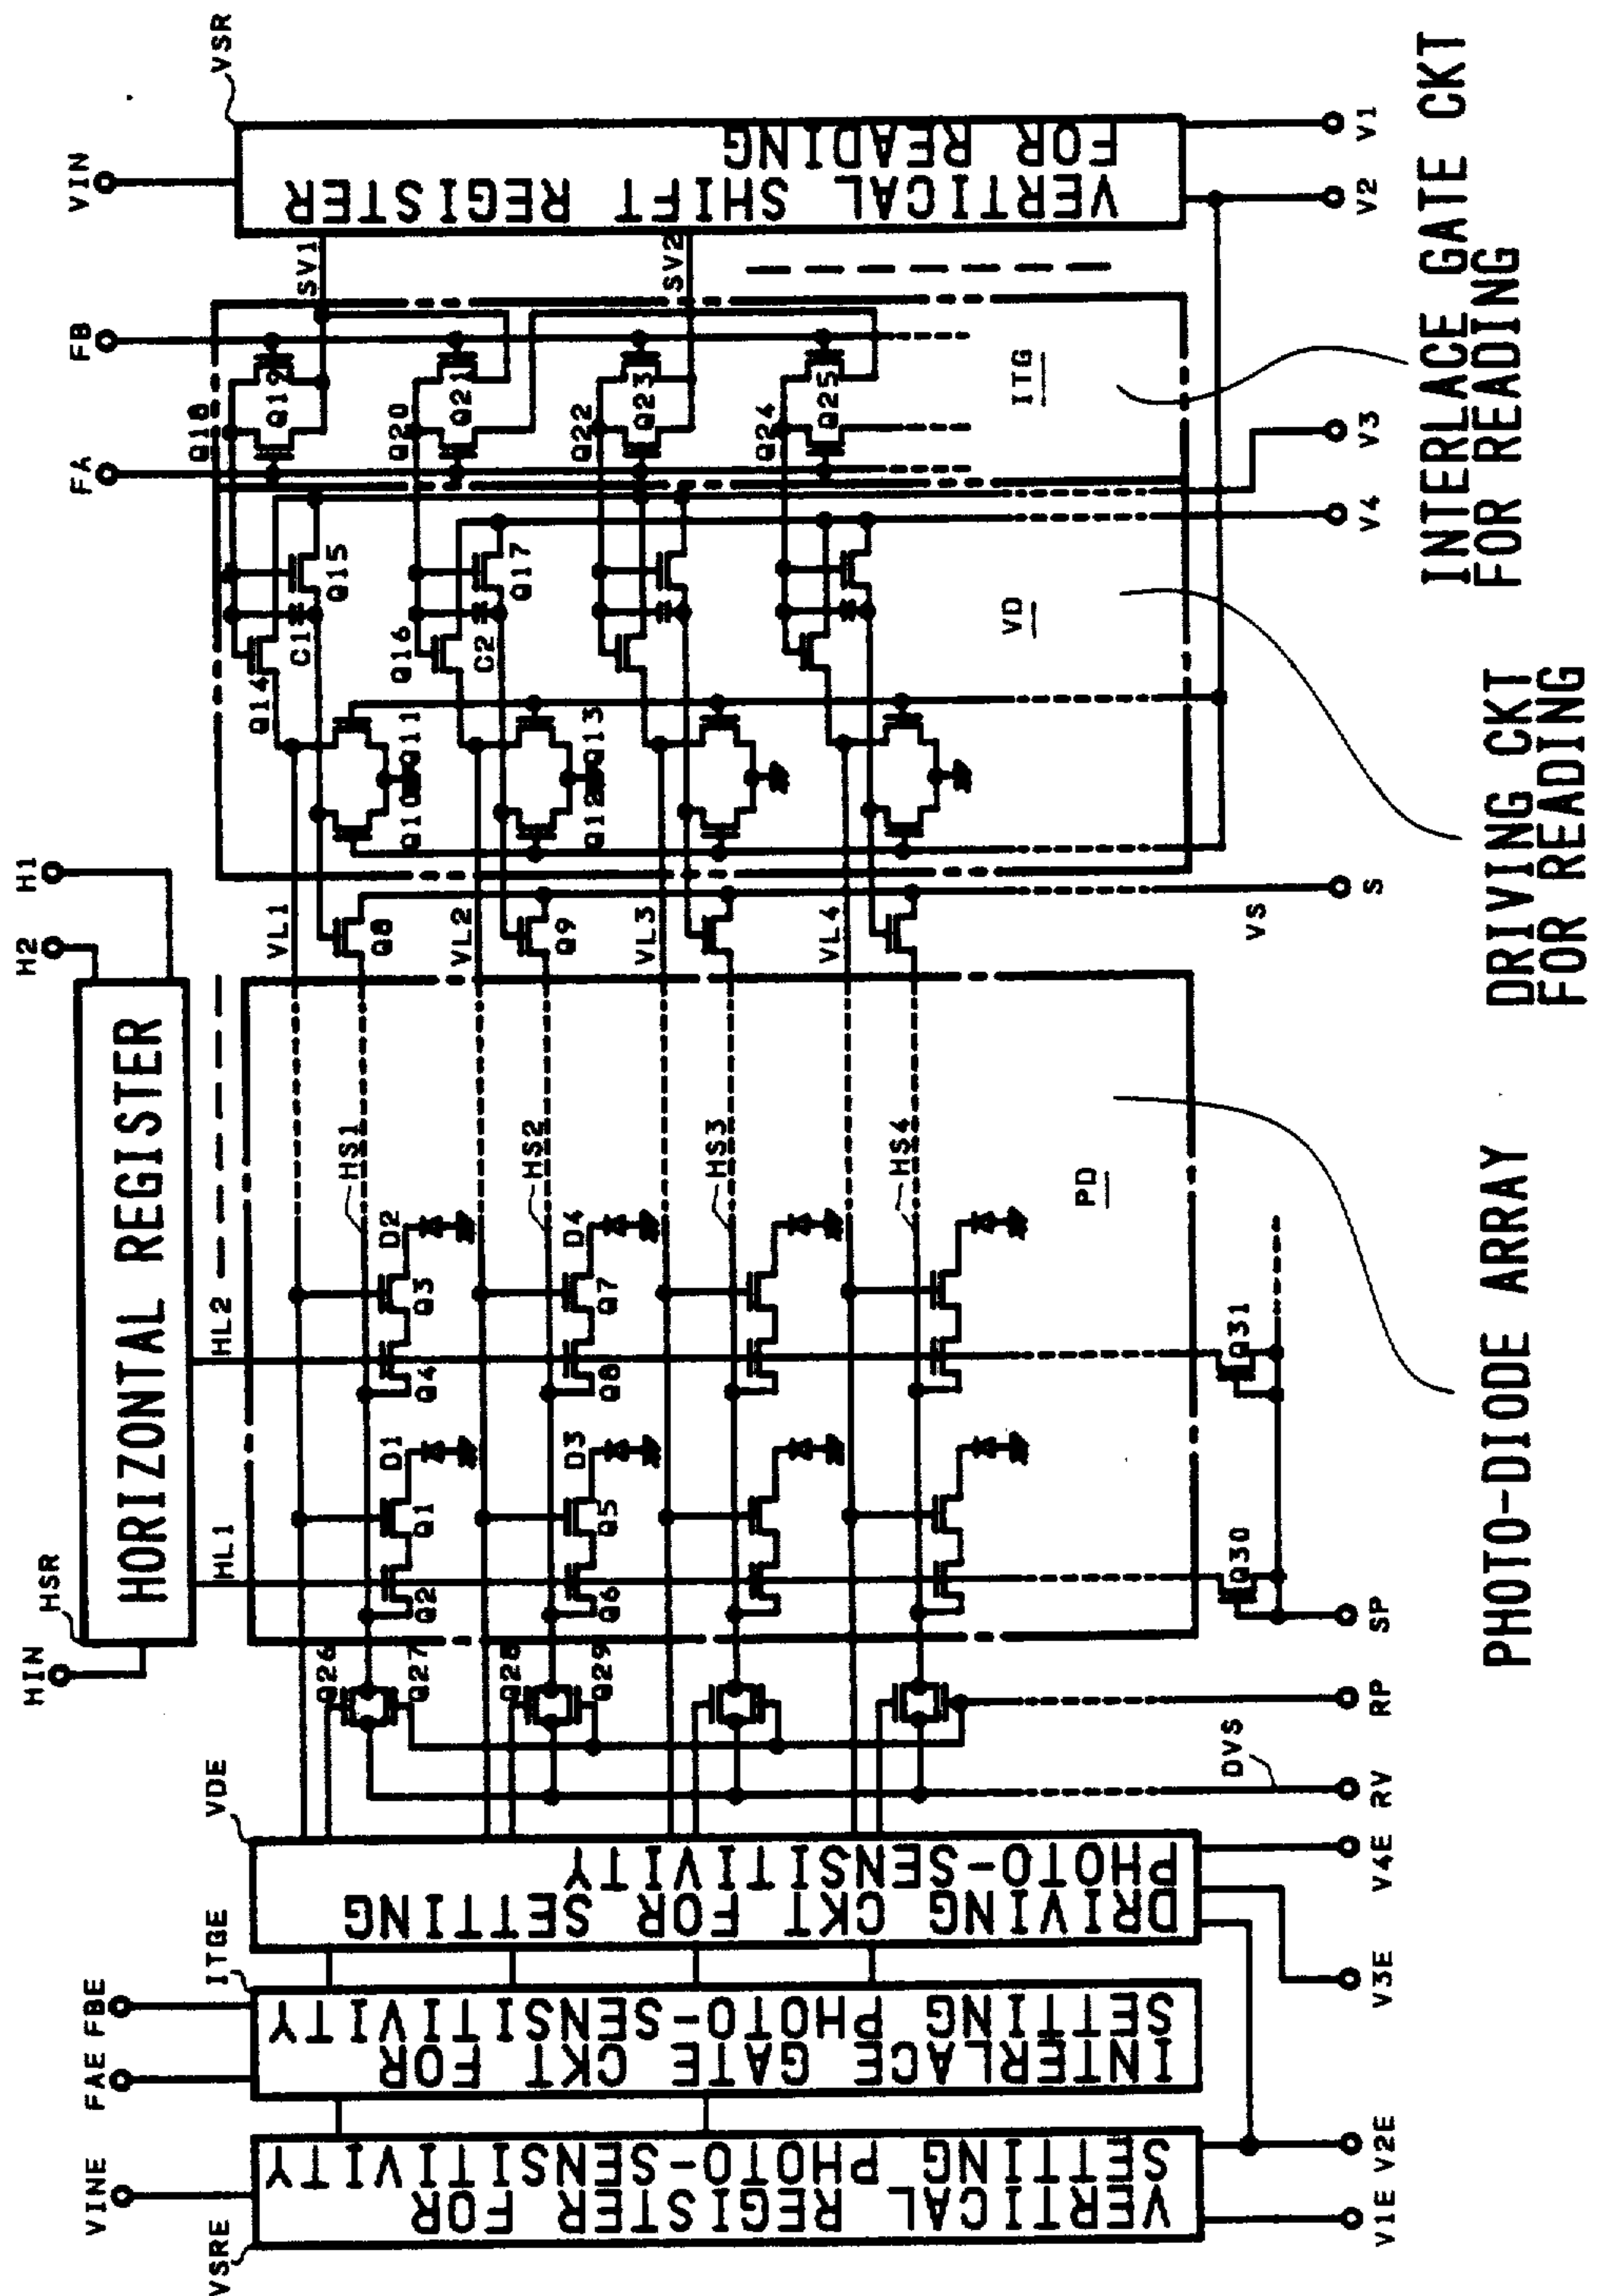 VINE
FAE
FBE
HIN
H2
H1
FA
FB
VIN
VSRE
ITGE
VDE
HSR
VSR
HORIZONTAL REGISTER
VERTICAL REGISTER FOR
SETTING PHOTO-SENSITIVITY
INTERLACE GATE CKT FOR
SETTING PHOTO-SENSITIVITY
DRIVING CKT FOR SETTING
PHOTO-SENSITIVITY
VERTICAL SHIFT REGISTER
FOR READING
HL1
HL2
VL1
Q14
Q18
Q19
SV1
C1
Q15
Q26
Q27
HS1
Q2
Q1
D1
Q4
Q3
D2
Q8
Q10
Q11
VL2
Q16
Q20
Q21
C2
Q17
Q28
Q29
HS2
Q6
Q5
D3
Q8
Q7
D4
Q9
Q12
Q13
VL3
HS3
Q22
Q23
SV2
VL4
HS4
Q24
Q25
PD
VD
ITG
DVS
Q30
Q31
VS
V1E
V2E
V3E
V4E
RV
RP
SP
S
V4
V3
V2
V1
PHOTO-DIODE ARRAY
DRIVING CKT
FOR READING
INTERLACE GATE CKT
FOR READING